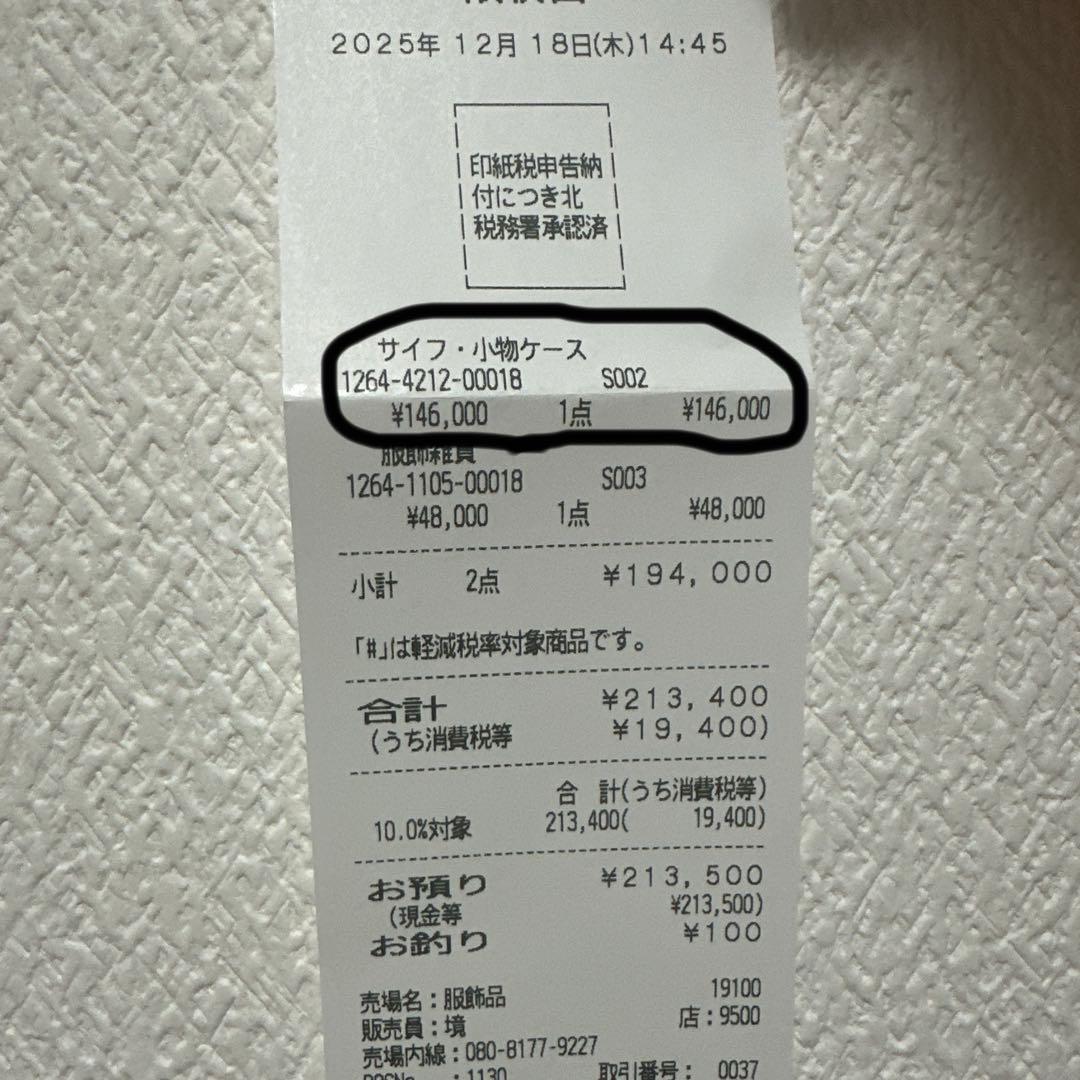 2025年 12月 18日(木)14:45
印紙税申告納
付につき北
税務署承認済
サイフ・小物ケース
1264-4212-00018 S002
¥146,000 1点 ¥146,000
服飾雑貨
1264-1105-00018 S003
¥48,000 1点 ¥48,000
小計 2点 ¥194,000
「#」は軽減税率対象商品です。
合計 ¥213,400
(うち消費税等 ¥19,400)
合 計(うち消費税等)
10.0%対象 213,400( 19,400)
お預り ¥213,500
(現金等 ¥213,500)
お釣り ¥100
売場名:服飾品 19100
販売員:境 店:9500
売場内線:080-8177-9227
POSNo :1130 取引番号: 0037